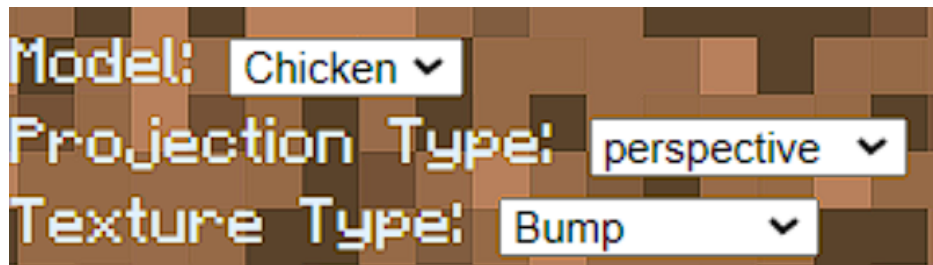 Model: Chicken
Projection Type: perspective
Texture Type: Bump